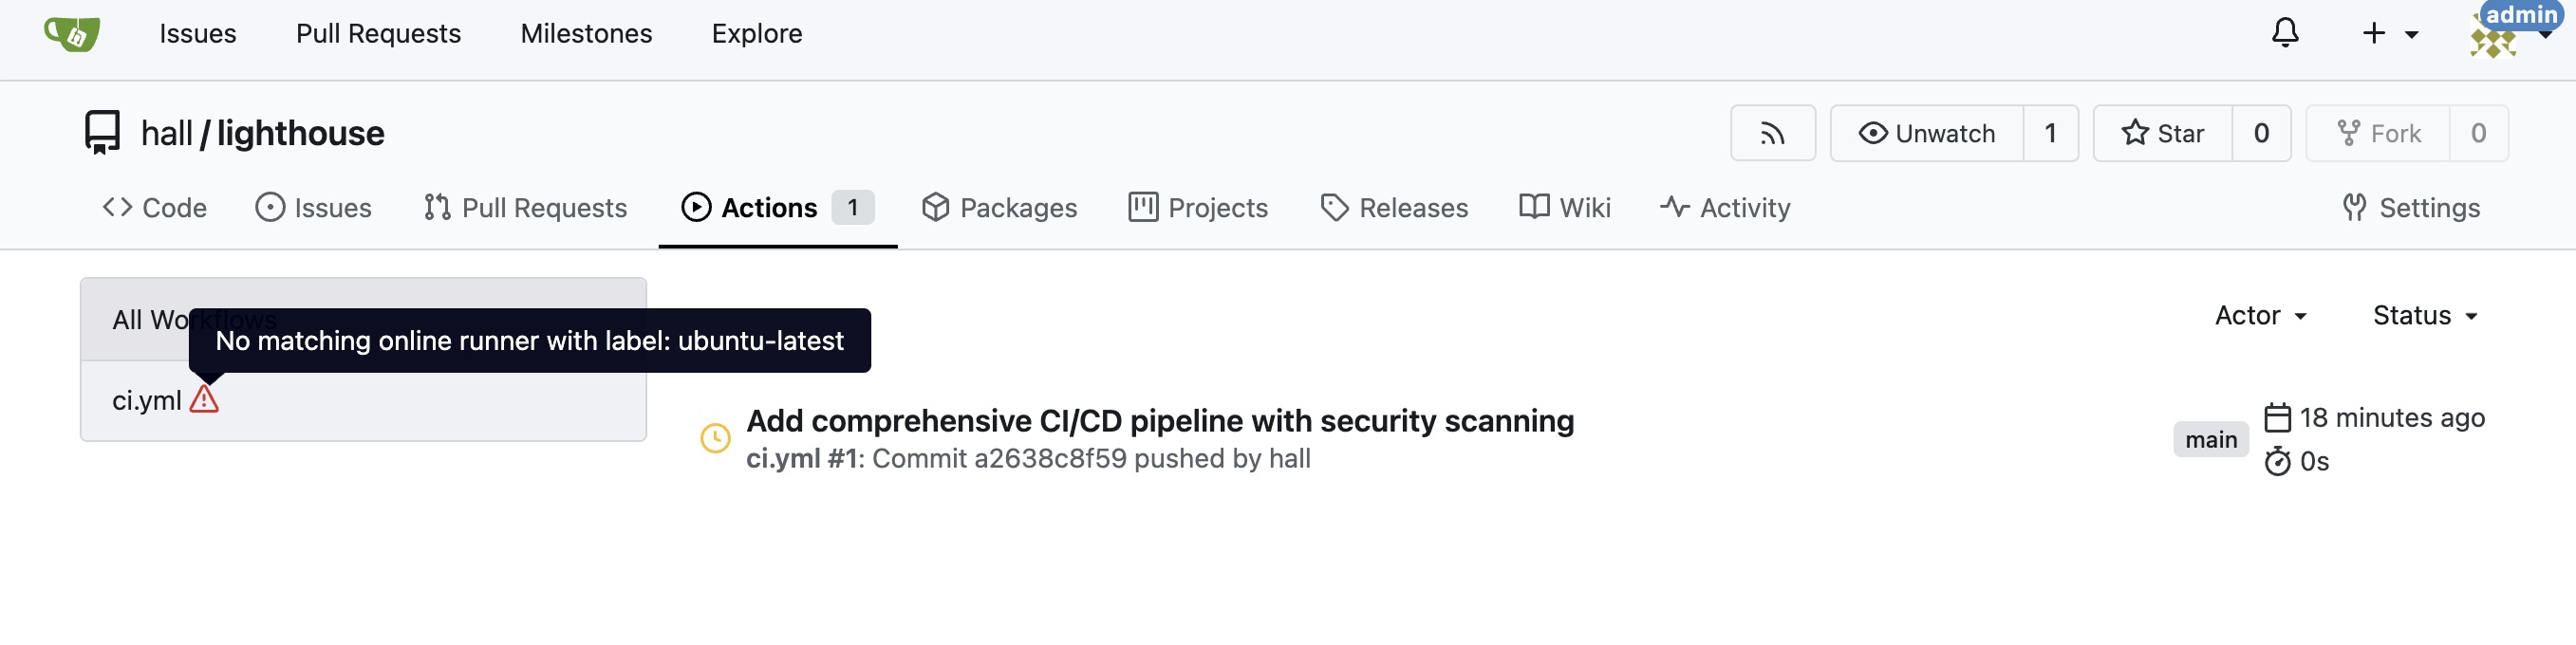 Issues Pull Requests Milestones Explore admin
hall / lighthouse Unwatch 1 Star 0 Fork 0
Code Issues Pull Requests Actions 1 Packages Projects Releases Wiki Activity Settings
All Workflows Actor Status
No matching online runner with label: ubuntu-latest
ci.yml
Add comprehensive CI/CD pipeline with security scanning
ci.yml #1: Commit a2638c8f59 pushed by hall
main
18 minutes ago
0s